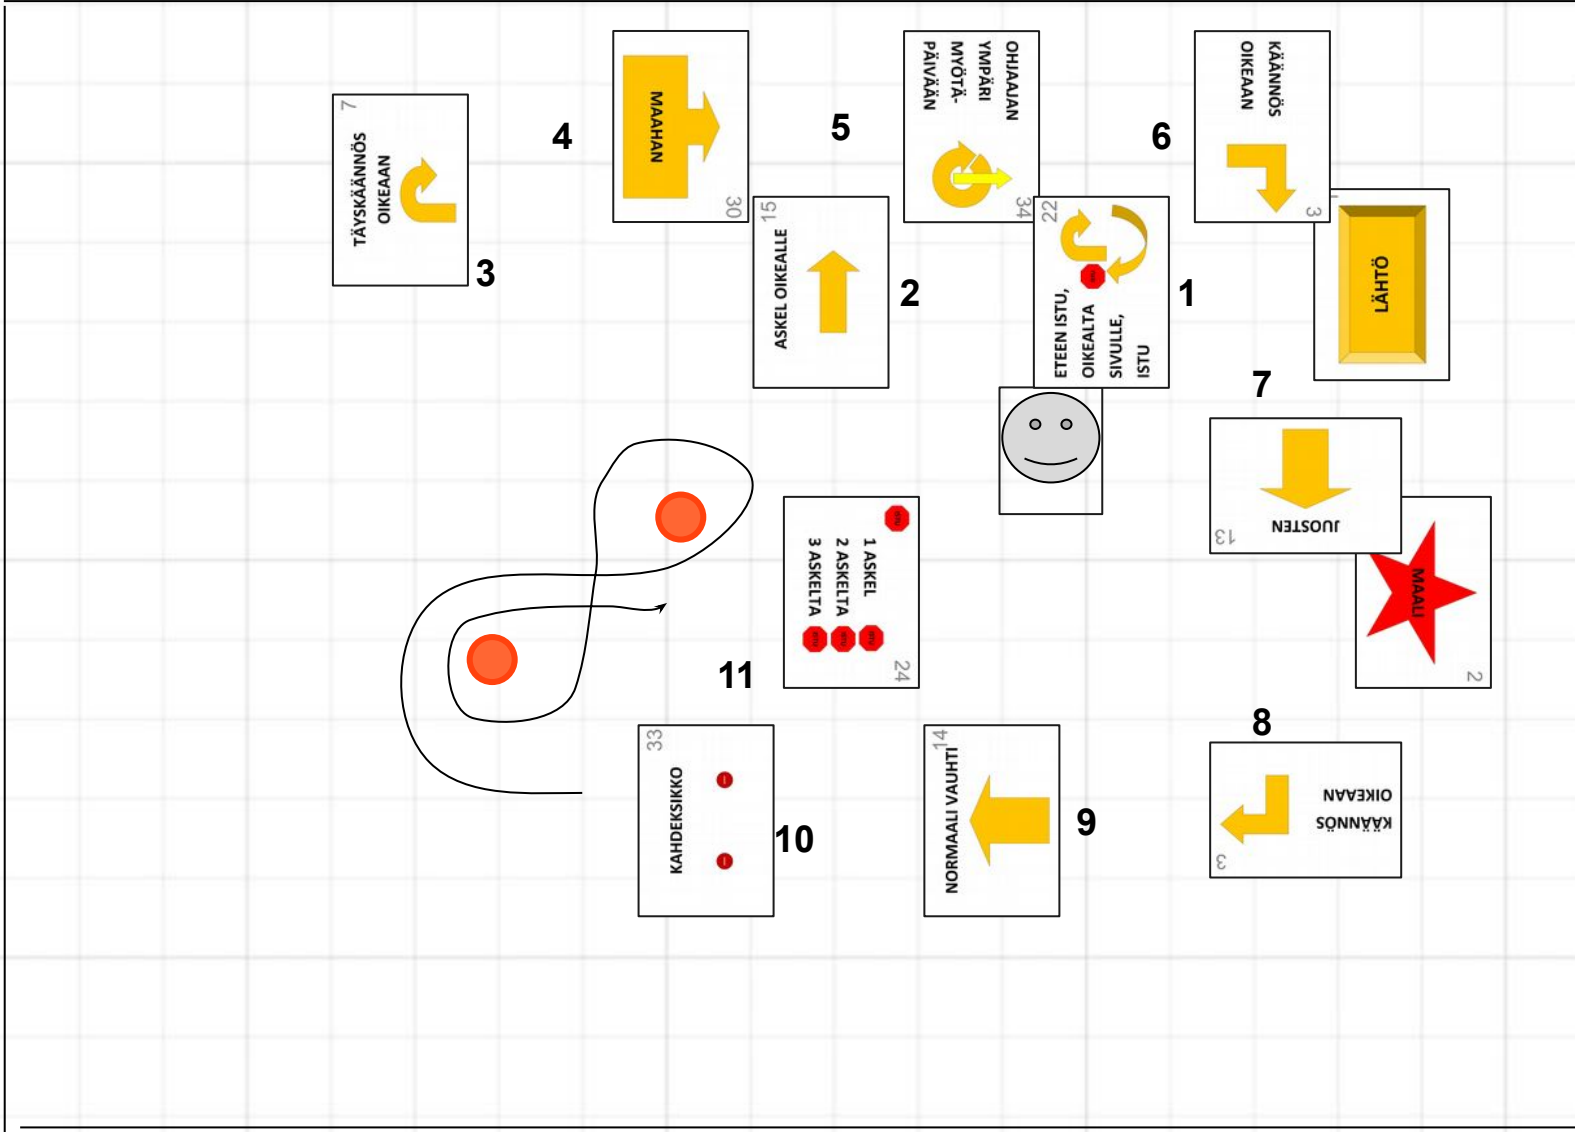 7
TÄYSKÄÄNNÖS
OIKEAAN
3
4
MAAHAN
30
5
OHJAAJAN
YMPÄRI
MYÖTÄ-
PÄIVÄÄN
34
6
KÄÄNNÖS
OIKEAAN
3
15
ASKEL OIKEALLE
2
22
ETEEN ISTU,
OIKEALTA
SIVULLE,
ISTU
1
LÄHTÖ
7
JUOSTEN
13
MAALI
2
1 ASKEL
2 ASKELTA
3 ASKELTA
24
11
8
KÄÄNNÖS
OIKEAAN
3
14
NORMAALI VAUHTI
9
33
KAHDEKSIKKO
10